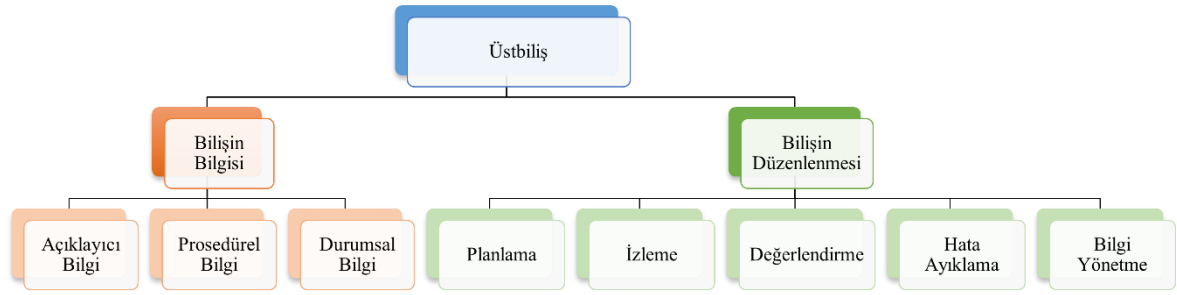 Üstbiliş
Bilişin
Bilgisi
Bilişin
Düzenlenmesi
Açıklayıcı
Bilgi
Prosedürel
Bilgi
Durumsal
Bilgi
Planlama
İzleme
Değerlendirme
Hata
Ayıklama
Bilgi
Yönetme